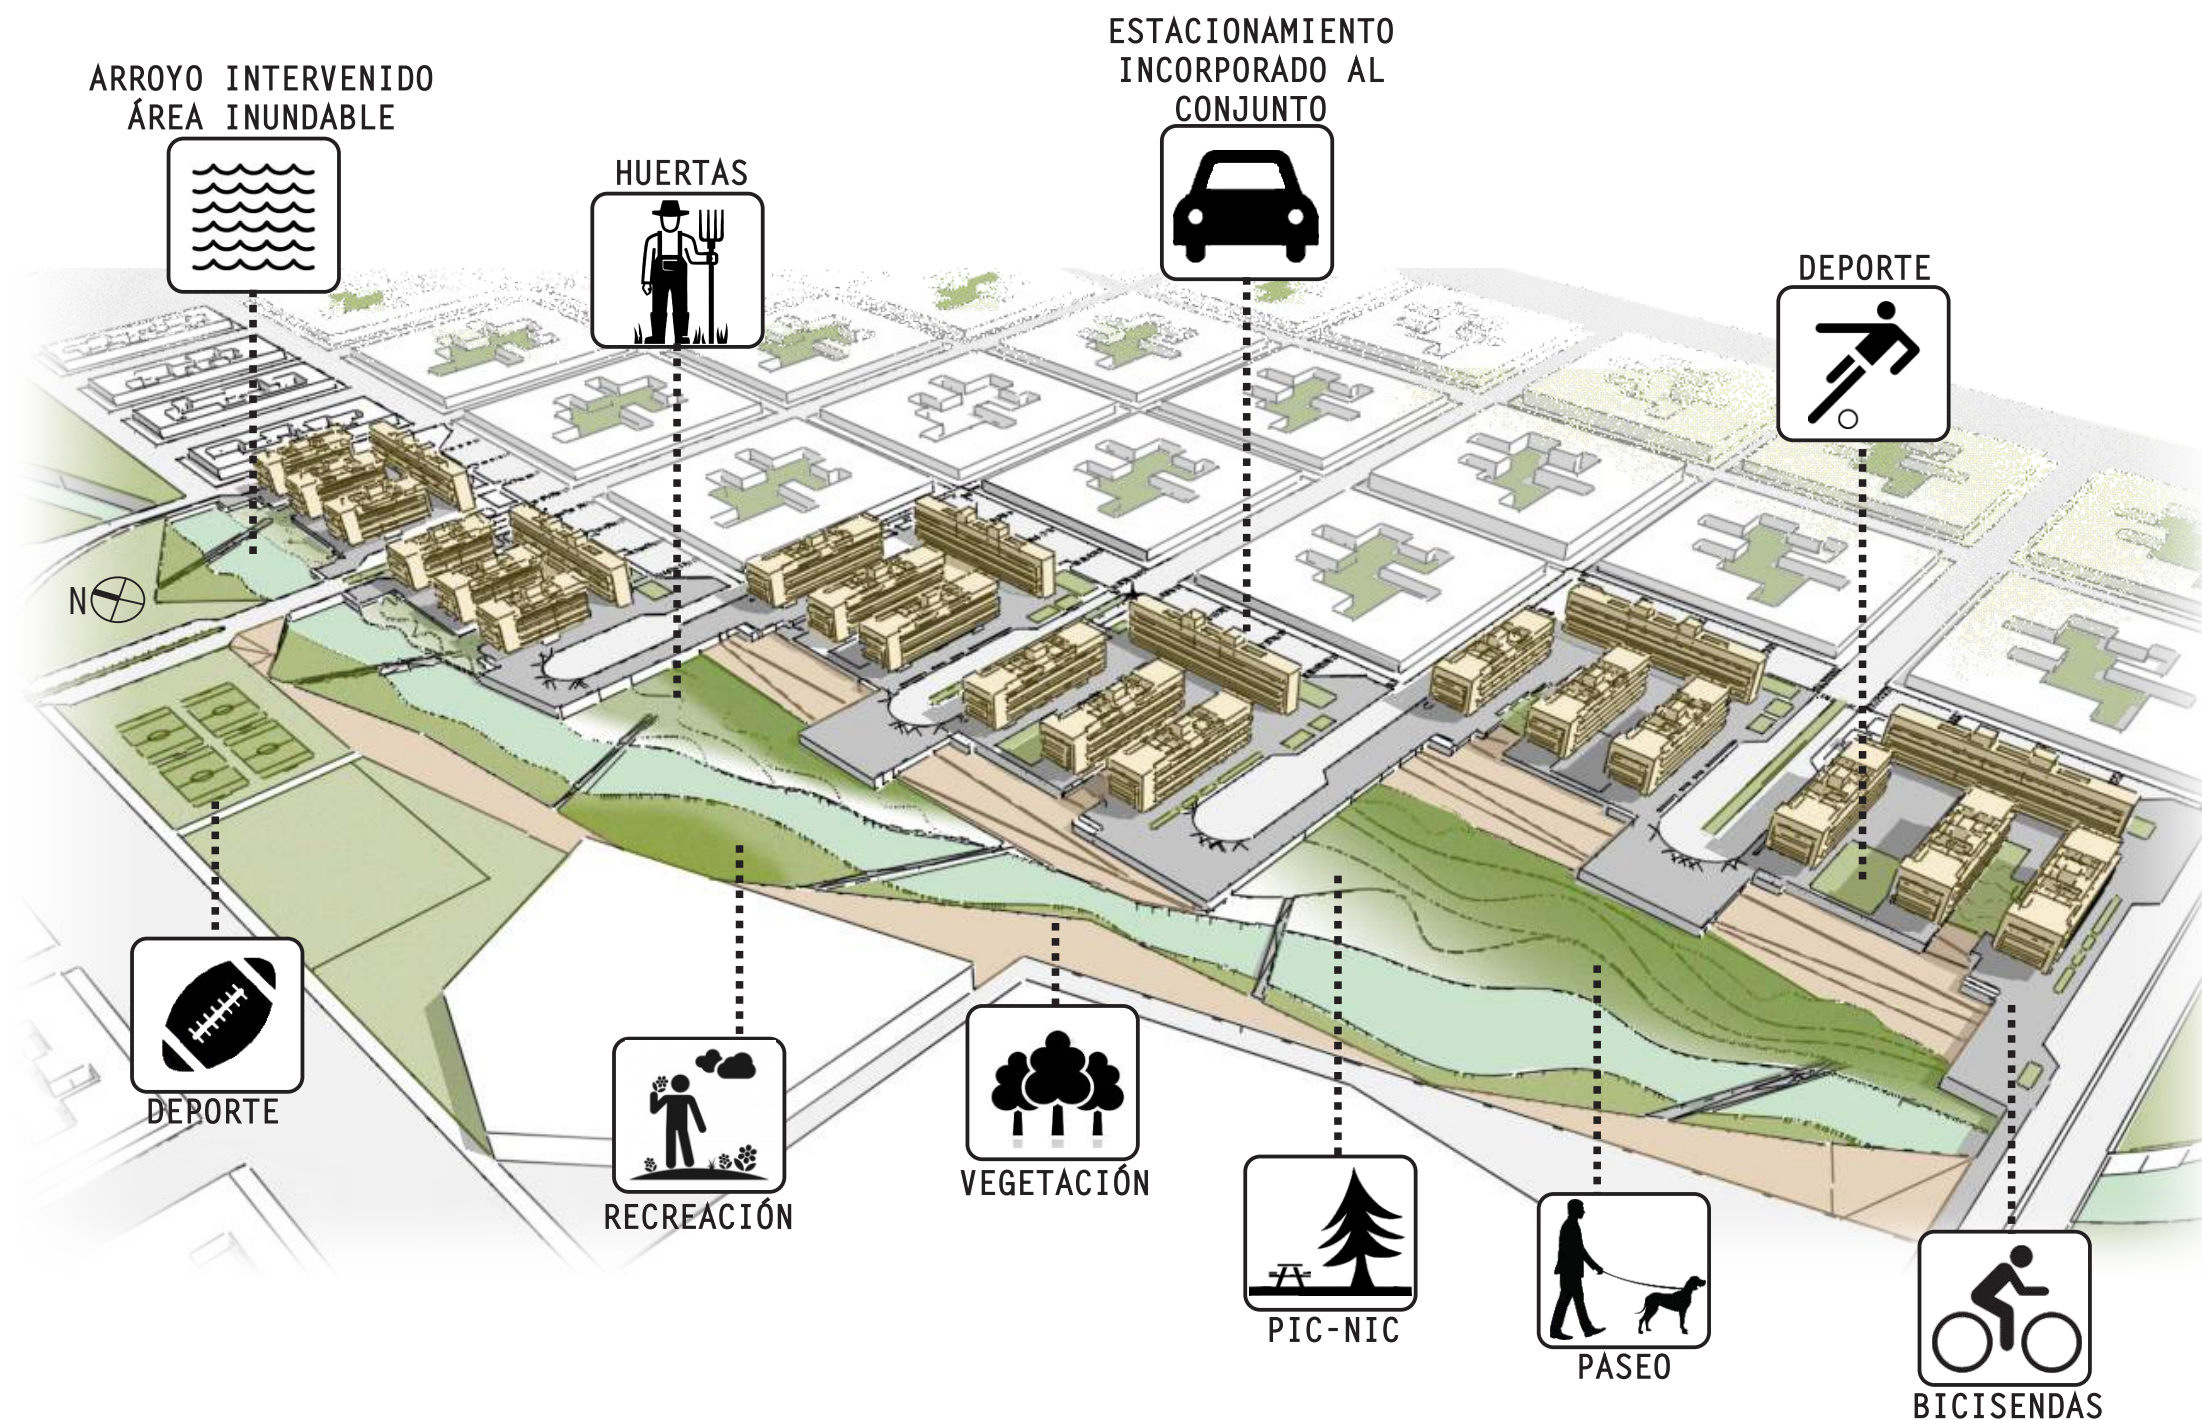 ESTACIONAMIENTO
INCORPORADO AL
CONJUNTO
ARROYO INTERVENIDO
ÁREA INUNDABLE
HUERTAS
DEPORTE
N
DEPORTE
RECREACIÓN
VEGETACIÓN
PIC-NIC
PASEO
BICISENDAS